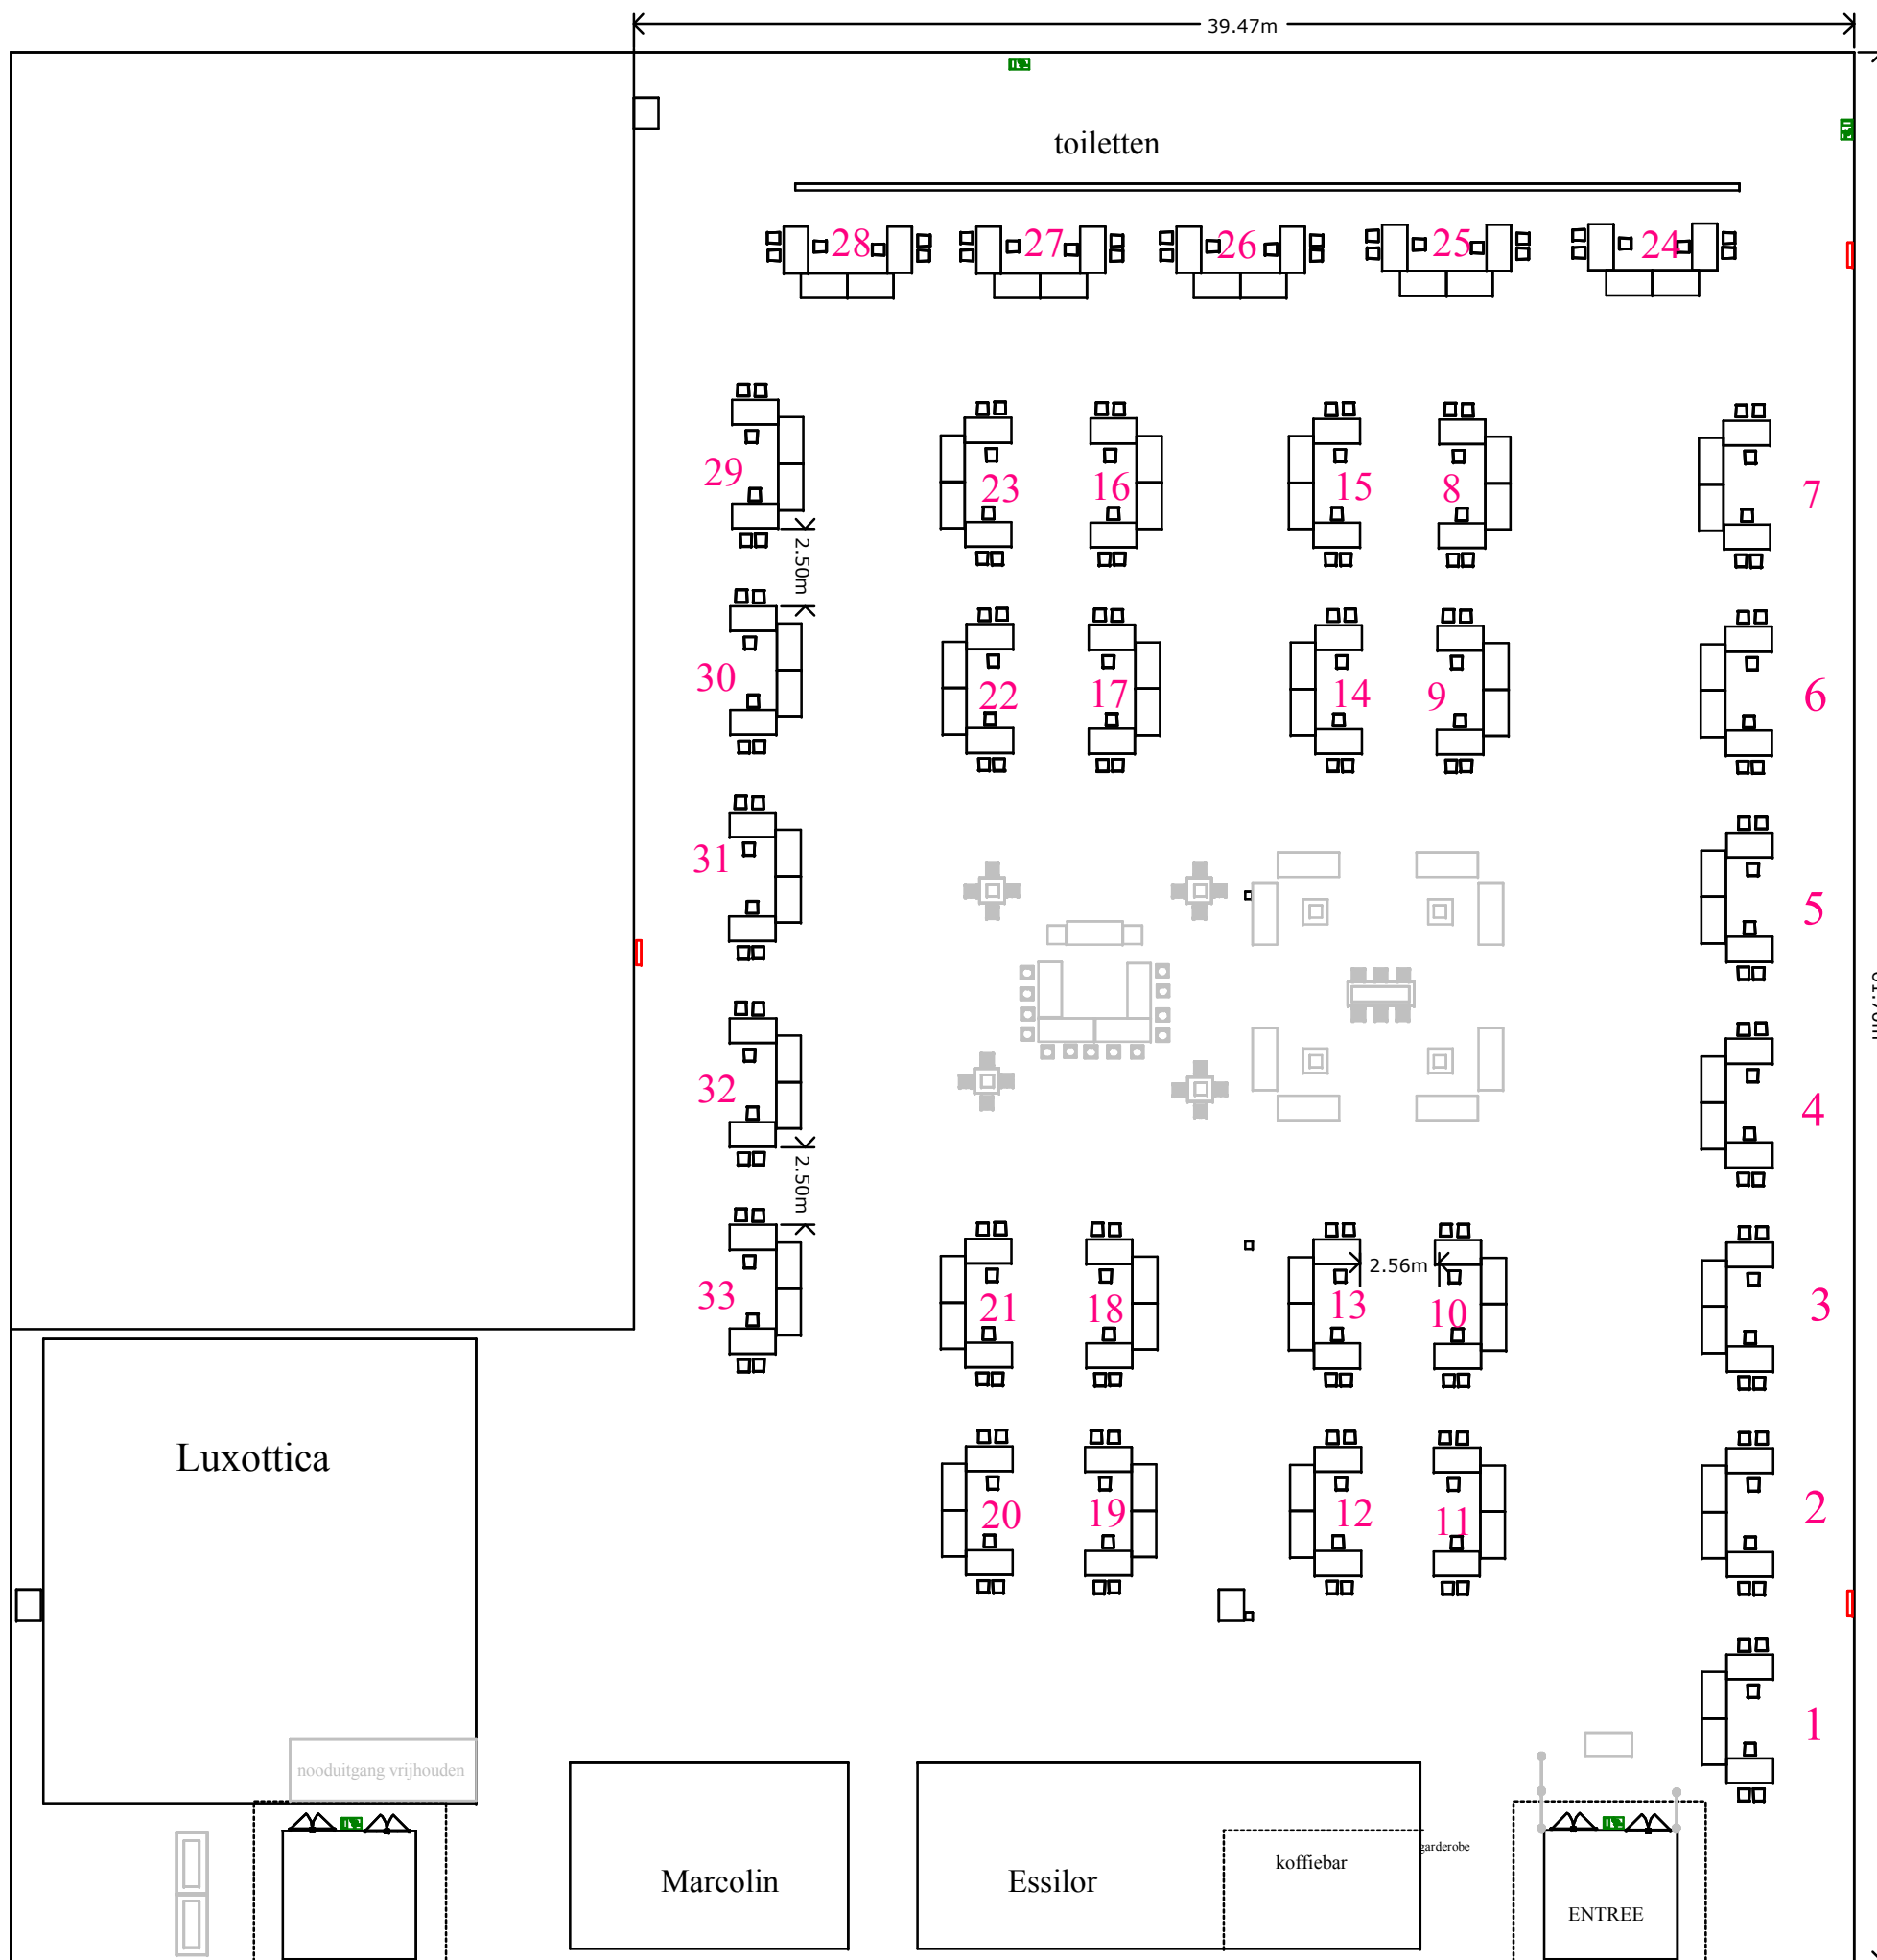 39.47m
toiletten
28 27 26 25 24
29 23 16 15 8 7
2.50m
30 22 17 14 9 6
31 5
32 4
2.50m
33 21 18 13 2.56m 10 3
Luxottica
20 19 12 11 2
1
nooduitgang vrijhouden
Marcolin
Essilor
koffiebar
garderobe
ENTREE